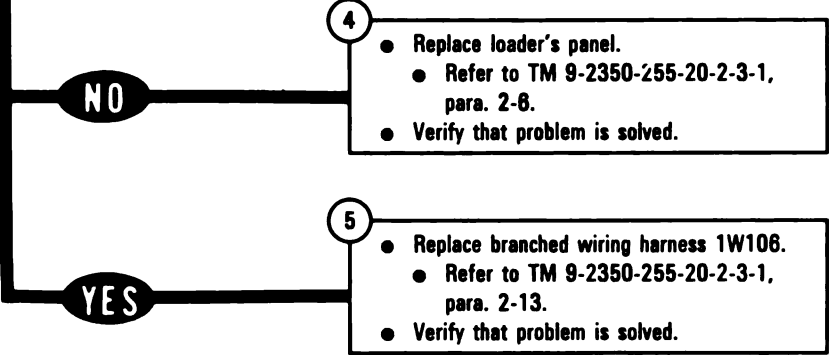 4
● Replace loader's panel.
NO
● Refer to TM 9-2350-255-20-2-3-1,
para. 2-6.
● Verify that problem is solved.
5
● Replace branched wiring harness 1W106.
YES
● Refer to TM 9-2350-255-20-2-3-1,
para. 2-13.
● Verify that problem is solved.